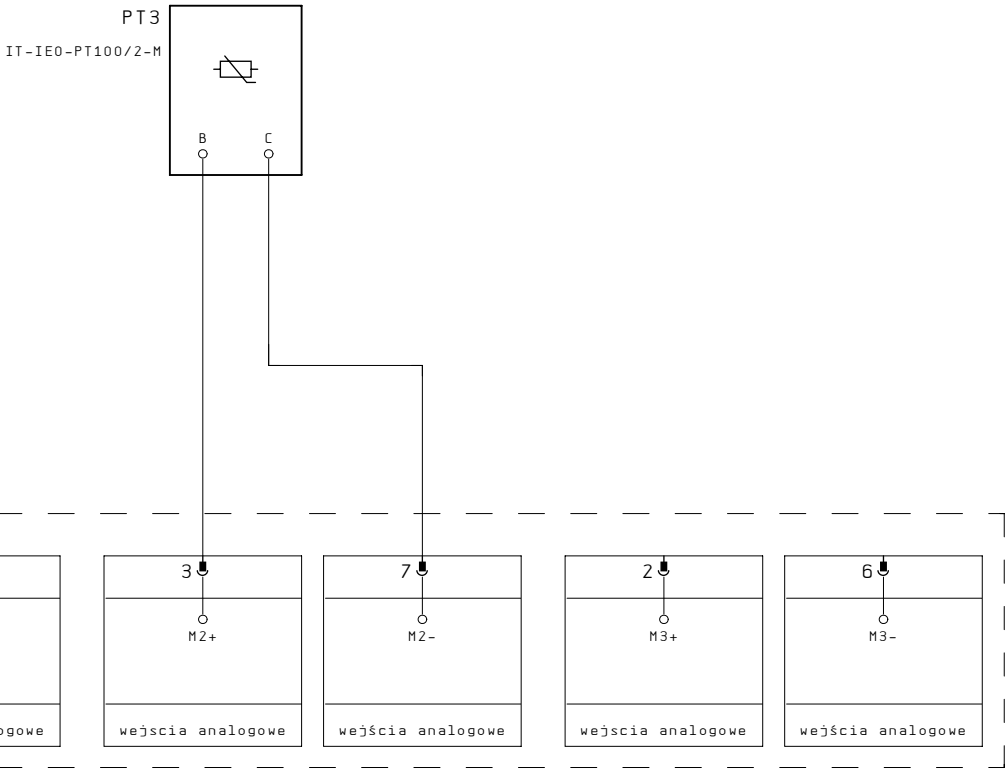 PT3
IT-IEO-PT100/2-M
B C
3 7 2 6
M2+ M2- M3+ M3-
ogowe wejscia analogowe wejścia analogowe wejscia analogowe wejścia analogowe